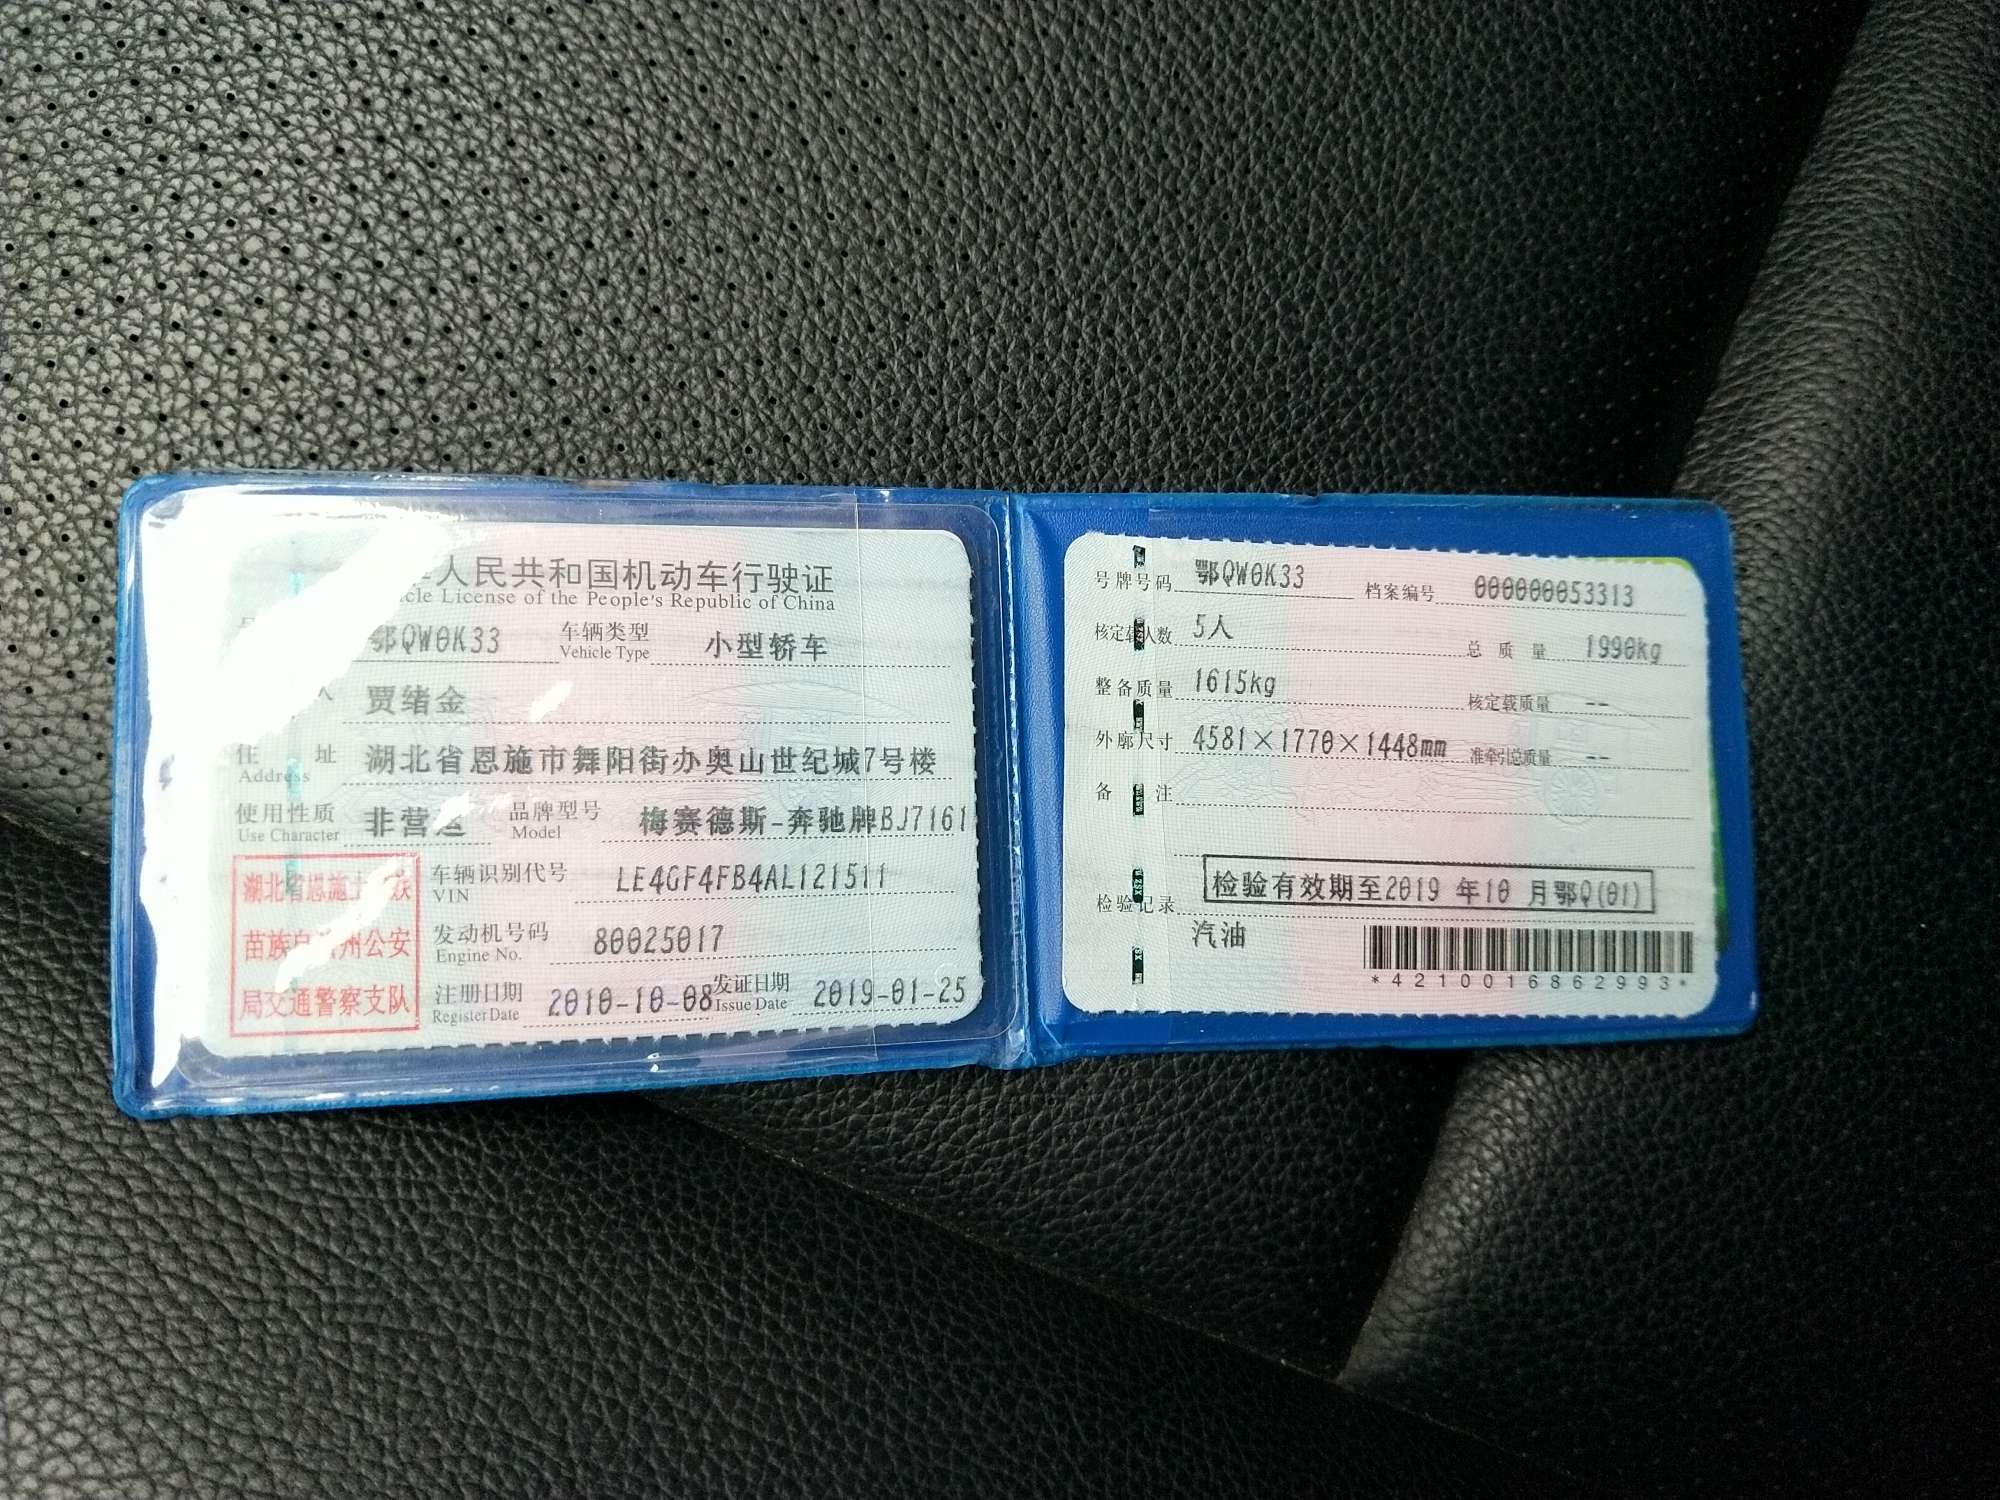 人民共和国机动车行驶证
License of the People's Republic of China
鄂QW0K33 车辆类型 Vehicle Type 小型轿车
人 贾绪金
住址 Address 湖北省恩施市舞阳街办奥山世纪城7号楼
使用性质 Use Character 非营运 品牌型号 Model 梅赛德斯-奔驰牌BJ7161
湖北省恩施土族
苗族自治州公安
局交通警察支队
车辆识别代号 VIN LE4GF4FB4AL121511
发动机号码 Engine No. 80025017
注册日期 Register Date 2010-10-08 发证日期 Issue Date 2019-01-25
号牌号码 鄂QW0K33 档案编号 000000053313
核定载人数 5人 总质量 1990kg
整备质量 1615kg 核定载质量 --
外廓尺寸 4581×1770×1448mm 准牵引总质量 --
备注
检验记录 检验有效期至2019年10月鄂Q(01)
汽油
*4210016862993*